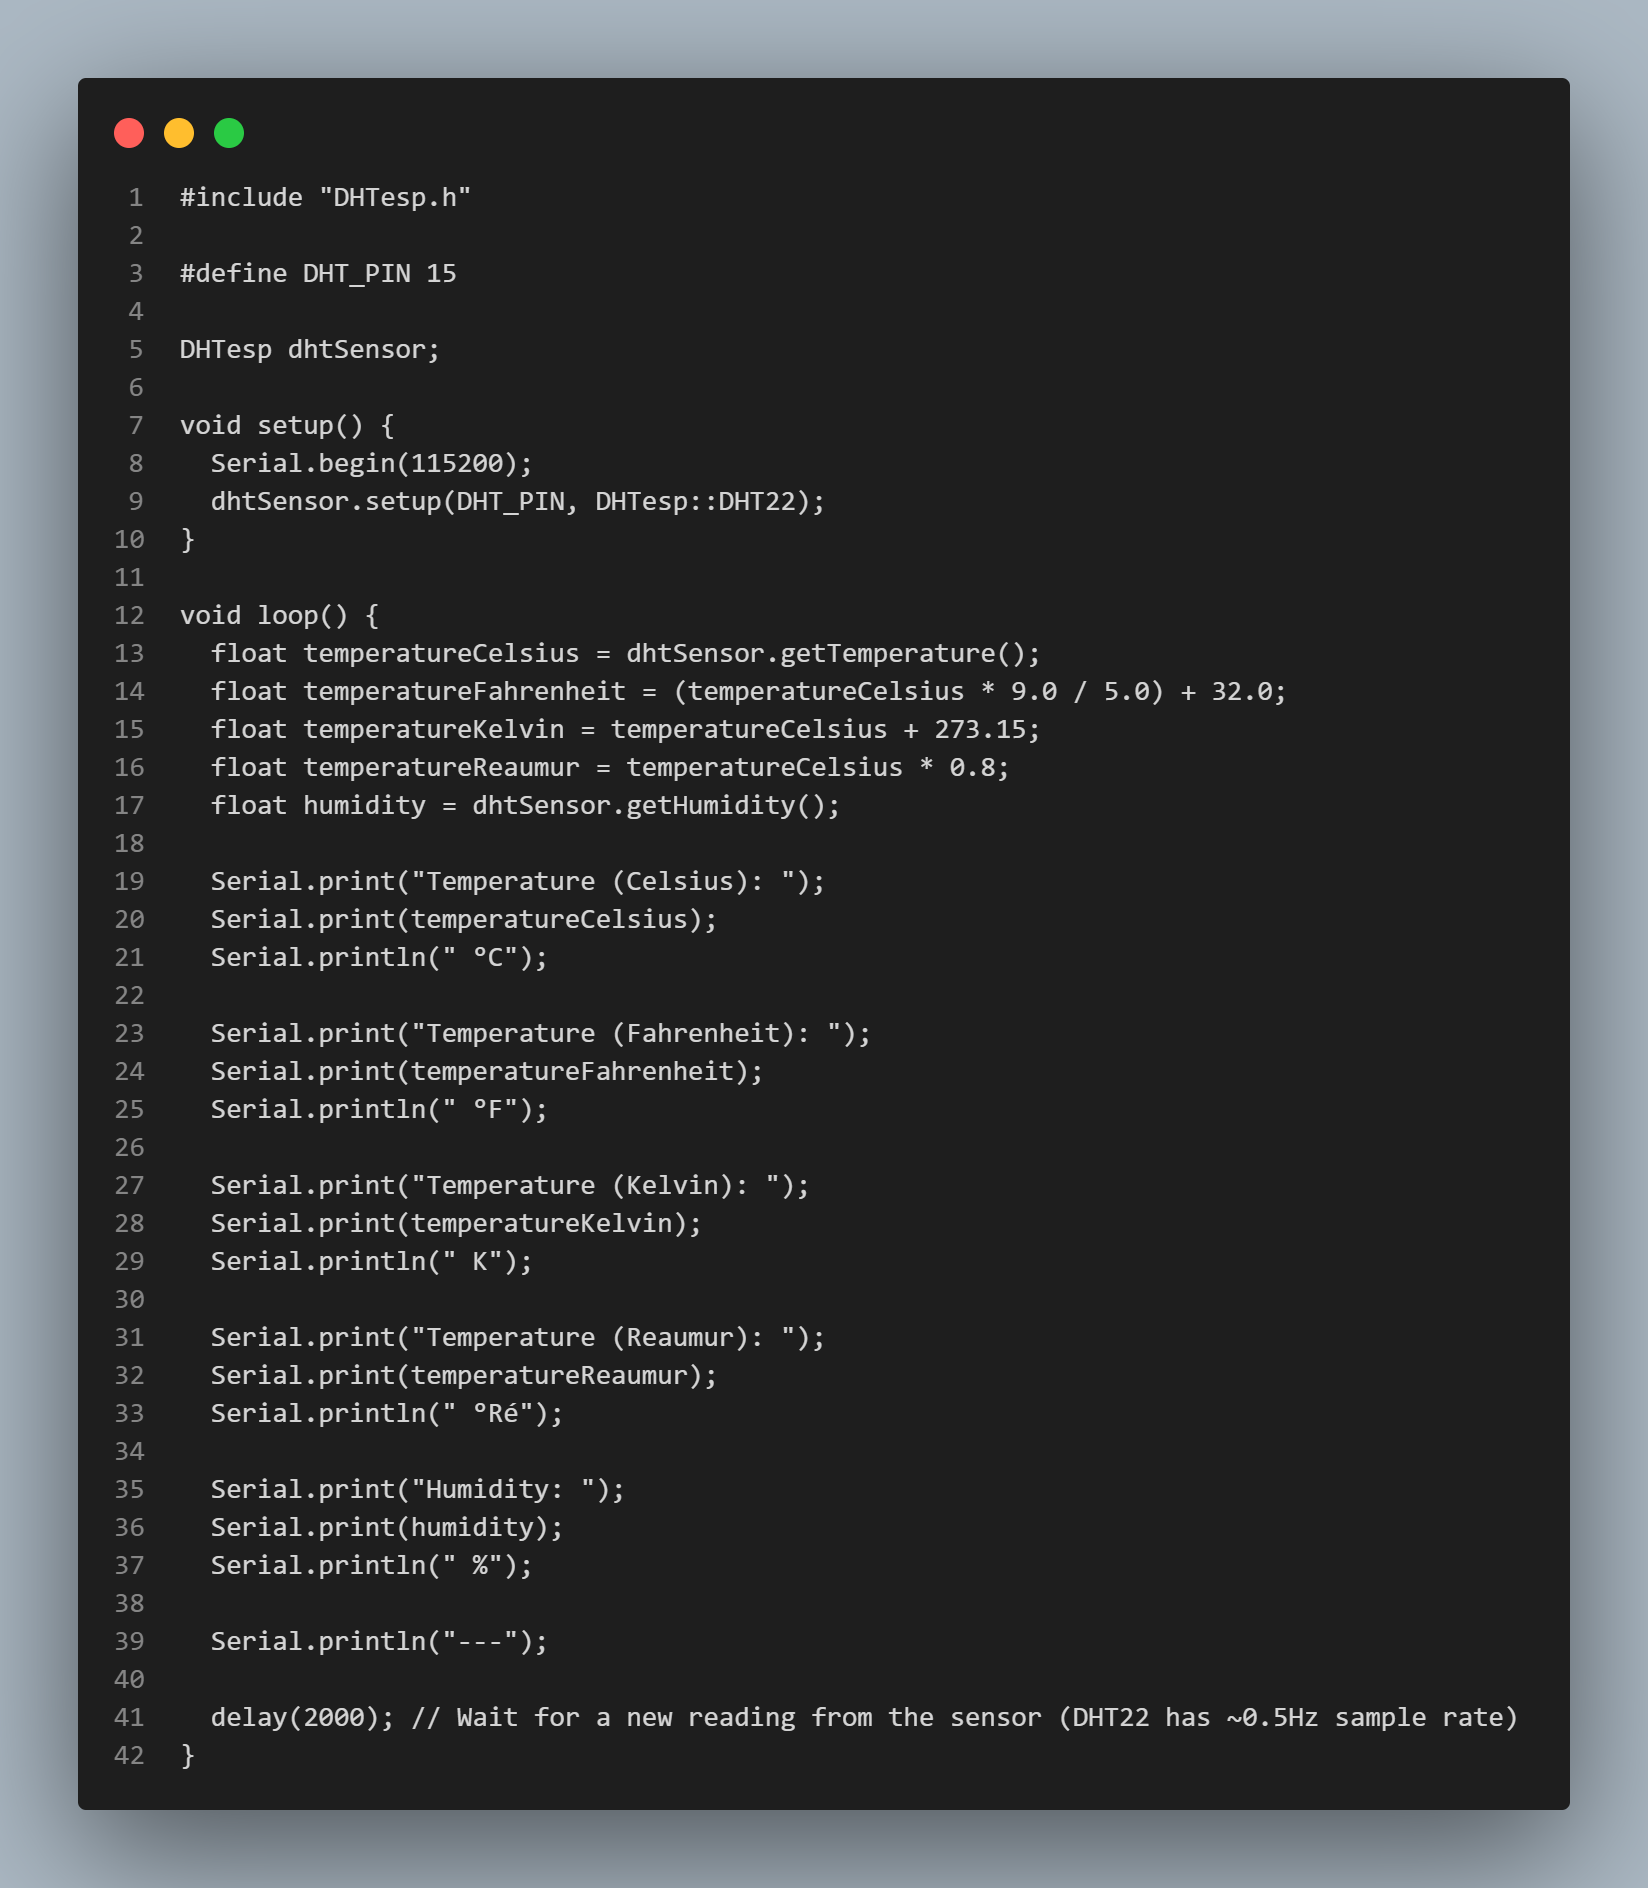 1 #include "DHTesp.h"
2
3 #define DHT_PIN 15
4
5 DHTesp dhtSensor;
6
7 void setup() {
8   Serial.begin(115200);
9   dhtSensor.setup(DHT_PIN, DHTesp::DHT22);
10 }
11
12 void loop() {
13   float temperatureCelsius = dhtSensor.getTemperature();
14   float temperatureFahrenheit = (temperatureCelsius * 9.0 / 5.0) + 32.0;
15   float temperatureKelvin = temperatureCelsius + 273.15;
16   float temperatureReaumur = temperatureCelsius * 0.8;
17   float humidity = dhtSensor.getHumidity();
18
19   Serial.print("Temperature (Celsius): ");
20   Serial.print(temperatureCelsius);
21   Serial.println(" °C");
22
23   Serial.print("Temperature (Fahrenheit): ");
24   Serial.print(temperatureFahrenheit);
25   Serial.println(" °F");
26
27   Serial.print("Temperature (Kelvin): ");
28   Serial.print(temperatureKelvin);
29   Serial.println(" K");
30
31   Serial.print("Temperature (Reaumur): ");
32   Serial.print(temperatureReaumur);
33   Serial.println(" °Ré");
34
35   Serial.print("Humidity: ");
36   Serial.print(humidity);
37   Serial.println(" %");
38
39   Serial.println("---");
40
41   delay(2000); // Wait for a new reading from the sensor (DHT22 has ~0.5Hz sample rate)
42 }